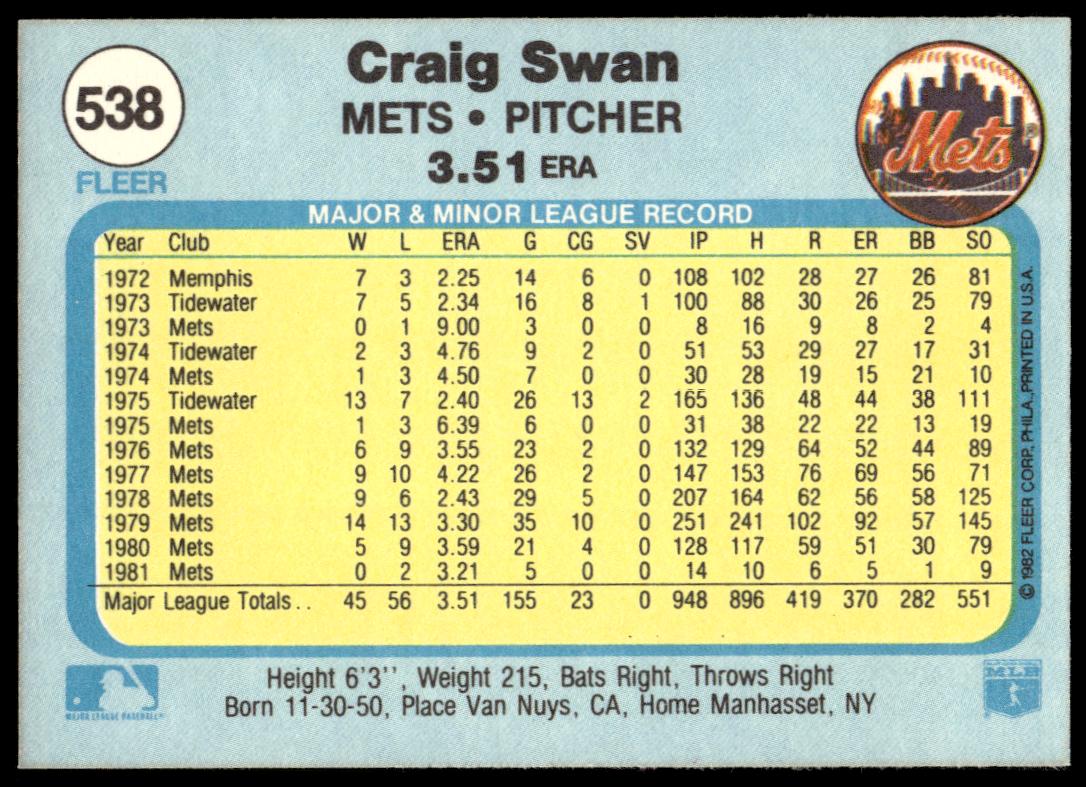 538
FLEER
Craig Swan
METS • PITCHER
3.51 ERA
Mets
MAJOR & MINOR LEAGUE RECORD
Year Club W L ERA G CG SV IP H R ER BB SO
1972 Memphis 7 3 2.25 14 6 0 108 102 28 27 26 81
1973 Tidewater 7 5 2.34 16 8 1 100 88 30 26 25 79
1973 Mets 0 1 9.00 3 0 0 8 16 9 8 2 4
1974 Tidewater 2 3 4.76 9 2 0 51 53 29 27 17 31
1974 Mets 1 3 4.50 7 0 0 30 28 19 15 21 10
1975 Tidewater 13 7 2.40 26 13 2 165 136 48 44 38 111
1975 Mets 1 3 6.39 6 0 0 31 38 22 22 13 19
1976 Mets 6 9 3.55 23 2 0 132 129 64 52 44 89
1977 Mets 9 10 4.22 26 2 0 147 153 76 69 56 71
1978 Mets 9 6 2.43 29 5 0 207 164 62 56 58 125
1979 Mets 14 13 3.30 35 10 0 251 241 102 92 57 145
1980 Mets 5 9 3.59 21 4 0 128 117 59 51 30 79
1981 Mets 0 2 3.21 5 0 0 14 10 6 5 1 9
Major League Totals . . 45 56 3.51 155 23 0 948 896 419 370 282 551
© 1982 FLEER CORP., PHILA., PRINTED IN U.S.A.
Height 6'3'', Weight 215, Bats Right, Throws Right
Born 11-30-50, Place Van Nuys, CA, Home Manhasset, NY
MAJOR LEAGUE BASEBALL
MLB